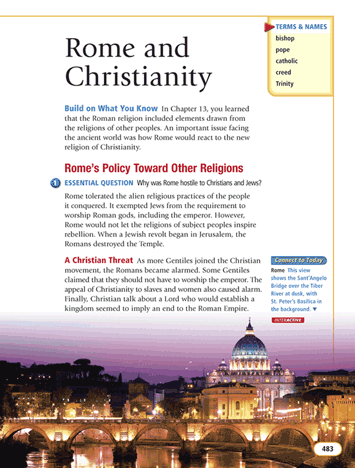 TERMS & NAMES
bishop
pope
catholic
creed
Trinity
Rome and
Christianity
Build on What You Know In Chapter 13, you learned
that the Roman religion included elements drawn from
the religions of other peoples. An important issue facing
the ancient world was how Rome would react to the new
religion of Christianity.
Rome's Policy Toward Other Religions
1 ESSENTIAL QUESTION Why was Rome hostile to Christians and Jews?
Rome tolerated the alien religious practices of the people
it conquered. It exempted Jews from the requirement to
worship Roman gods, including the emperor. However,
Rome would not let the religions of subject peoples inspire
rebellion. When a Jewish revolt began in Jerusalem, the
Romans destroyed the Temple.
A Christian Threat As more Gentiles joined the Christian
movement, the Romans became alarmed. Some Gentiles
claimed that they should not have to worship the emperor. The
appeal of Christianity to slaves and women also caused alarm.
Finally, Christian talk about a Lord who would establish a
kingdom seemed to imply an end to the Roman Empire.
Connect to Today
Rome This view
shows the Sant'Angelo
Bridge over the Tiber
River at dusk, with
St. Peter's Basilica in
the background.
INTERACTIVE
483